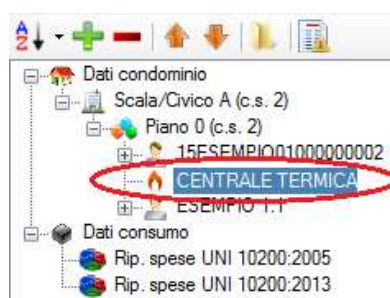 Dati condominio
Scala/Civico A (c.s. 2)
Piano 0 (c.s. 2)
15ESEMPIO01000000002
CENTRALE TERMICA
ESEMPIO 1.1
Dati consumo
Rip. spese UNI 10200:2005
Rip. spese UNI 10200:2013